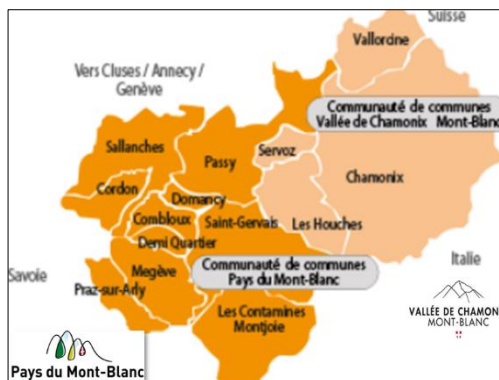 Suisse
Vallorcine
Vers Cluses / Annecy /
Genève
Communauté de communes
Vallée de Chamonix Mont-Blanc
Sallanches
Passy
Servoz
Chamonix
Cordon
Domancy
Combloux
Saint-Gervais
Les Houches
Demi Quartier
Italie
Savoie
Megève
Communauté de communes
Pays du Mont-Blanc
Praz-sur-Arly
Les Contamines
Montjoie
VALLÉE DE CHAMON
MONT-BLANC
Pays du Mont-Blanc